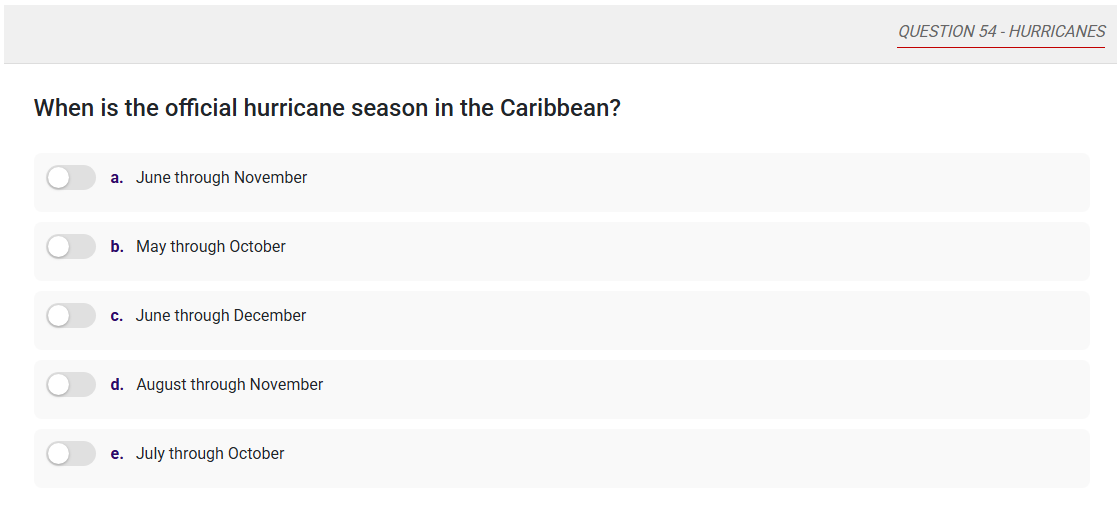 QUESTION 54 - HURRICANES
When is the official hurricane season in the Caribbean?
a. June through November
b. May through October
c. June through December
d. August through November
e. July through October